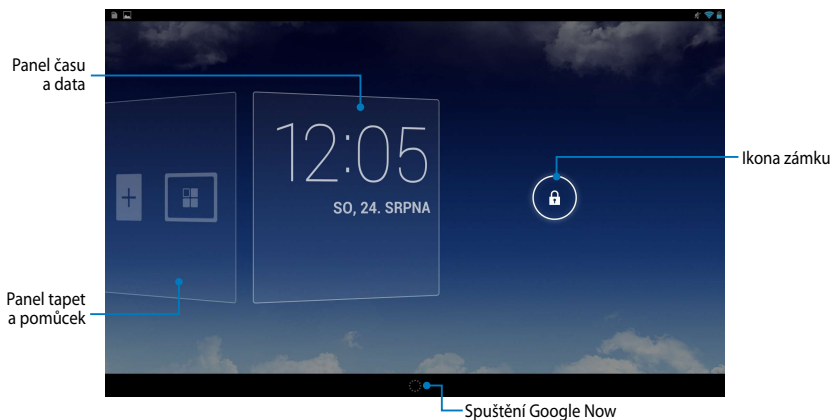 Panel času
a data
12:05
SO, 24. SRPNA
Ikona zámku
Panel tapet
a pomůcek
Spuštění Google Now